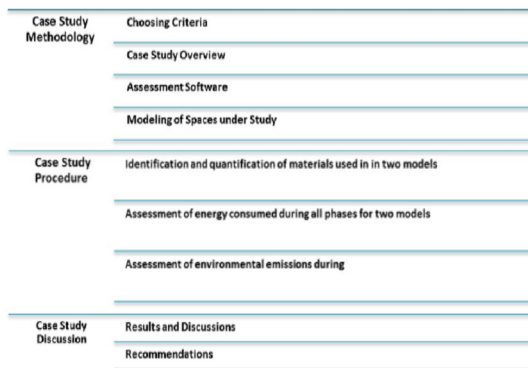 Case Study
Methodology
Choosing Criteria
Case Study Overview
Assessment Software
Modeling of Spaces under Study
Case Study
Procedure
Identification and quantification of materials used in in two models
Assessment of energy consumed during all phases for two models
Assessment of environmental emissions during
Case Study
Discussion
Results and Discussions
Recommendations